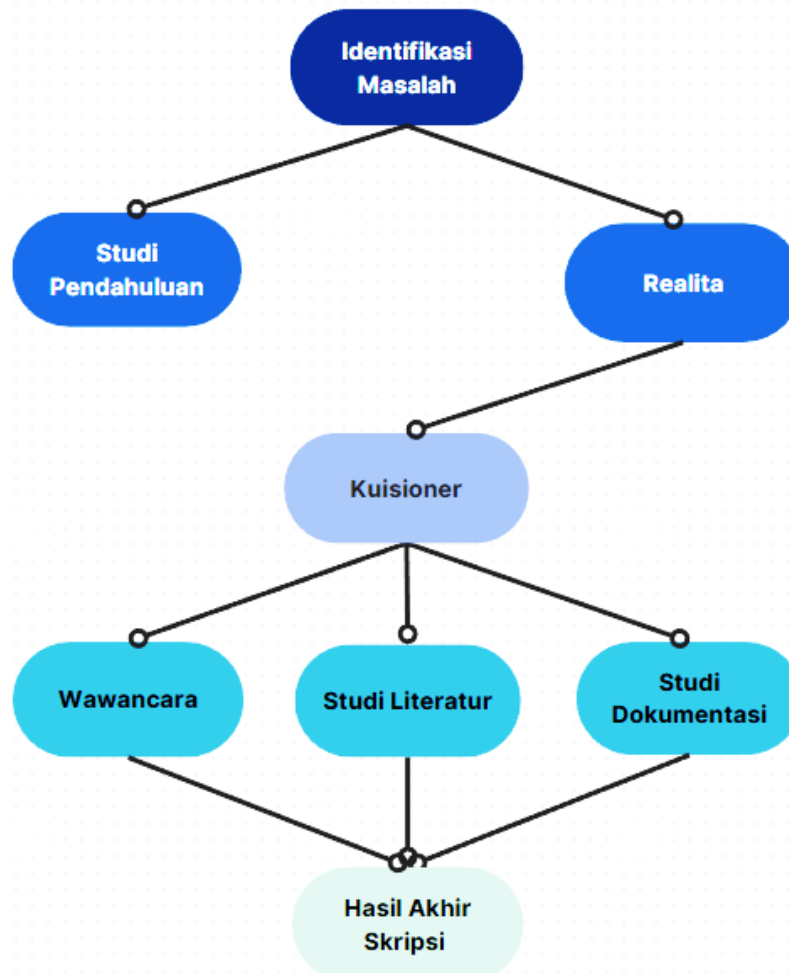 Identifikasi
Masalah
Studi
Pendahuluan
Realita
Kuisioner
Wawancara
Studi Literatur
Studi
Dokumentasi
Hasil Akhir
Skripsi